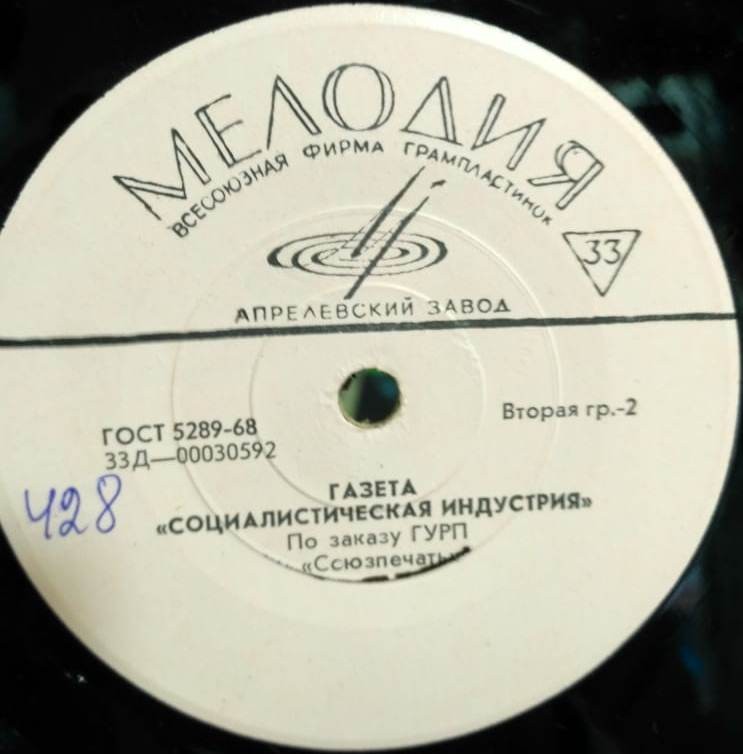 МЕЛОДИЯ
ВСЕСОЮЗНАЯ ФИРМА ГРАМПЛАСТИНОК
33
АПРЕЛЕВСКИЙ ЗАВОД
ГОСТ 5289-68
Вторая гр.-2
33Д—00030592
428
ГАЗЕТА
«СОЦИАЛИСТИЧЕСКАЯ ИНДУСТРИЯ»
По заказу ГУРП
«Ссюзпечать»